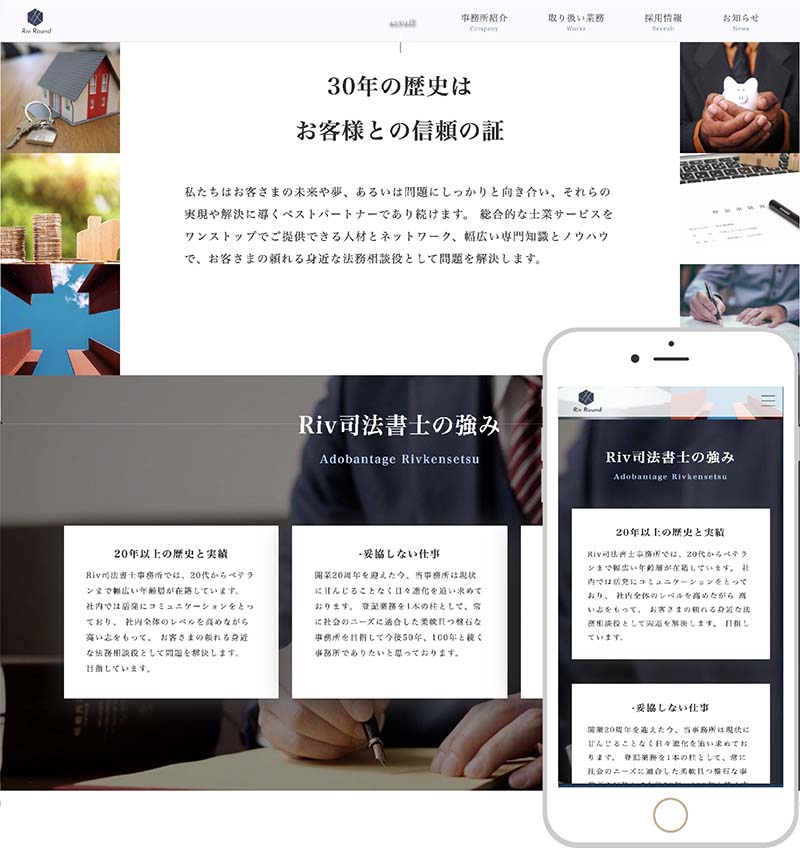 Riv Round
scroll
事務所紹介
Company
取り扱い業務
Works
採用情報
Recruit
お知らせ
News
30年の歴史は
お客様との信頼の証
私たちはお客さまの未来や夢、あるいは問題にしっかりと向き合い、それらの
実現や解決に導くベストパートナーであり続けます。 総合的な士業サービスを
ワンストップでご提供できる人材とネットワーク、幅広い専門知識とノウハウ
で、お客さまの頼れる身近な法務相談役として問題を解決します。
Riv司法書士の強み
Adobantage Rivkensetsu
20年以上の歴史と実績
Riv司法書士事務所では、20代からベテラ
ンまで幅広い年齢層が在籍しています。
社内では活発にコミュニケーションをとっ
ており、 社内全体のレベルを高めながら
高い志をもって、 お客さまの頼れる身近
な法務相談役として問題を解決します。
目指しています。
-妥協しない仕事
開業20周年を迎えた今、当事務所は現状
に甘んじることなく日々進化を追い求めて
おります。 登記業務を1本の柱として、常
に社会のニーズに適合した柔軟且つ盤石な
事務所を目指して今後50年、100年と続く
事務所でありたいと思っております。
Riv Round
Riv司法書士の強み
Adobantage Rivkensetsu
20年以上の歴史と実績
Riv司法書士事務所では、20代からベテラ
ンまで幅広い年齢層が在籍しています。 社
内では活発にコミュニケーションをとって
おり、 社内全体のレベルを高めながら 高
い志をもって、 お客さまの頼れる身近な法
務相談役として問題を解決します。 目指し
ています。
-妥協しない仕事
開業20周年を迎えた今、当事務所は現状に
甘んじることなく日々進化を追い求めてお
ります。 登記業務を1本の柱として、常に
社会のニーズに適合した柔軟且つ盤石な事